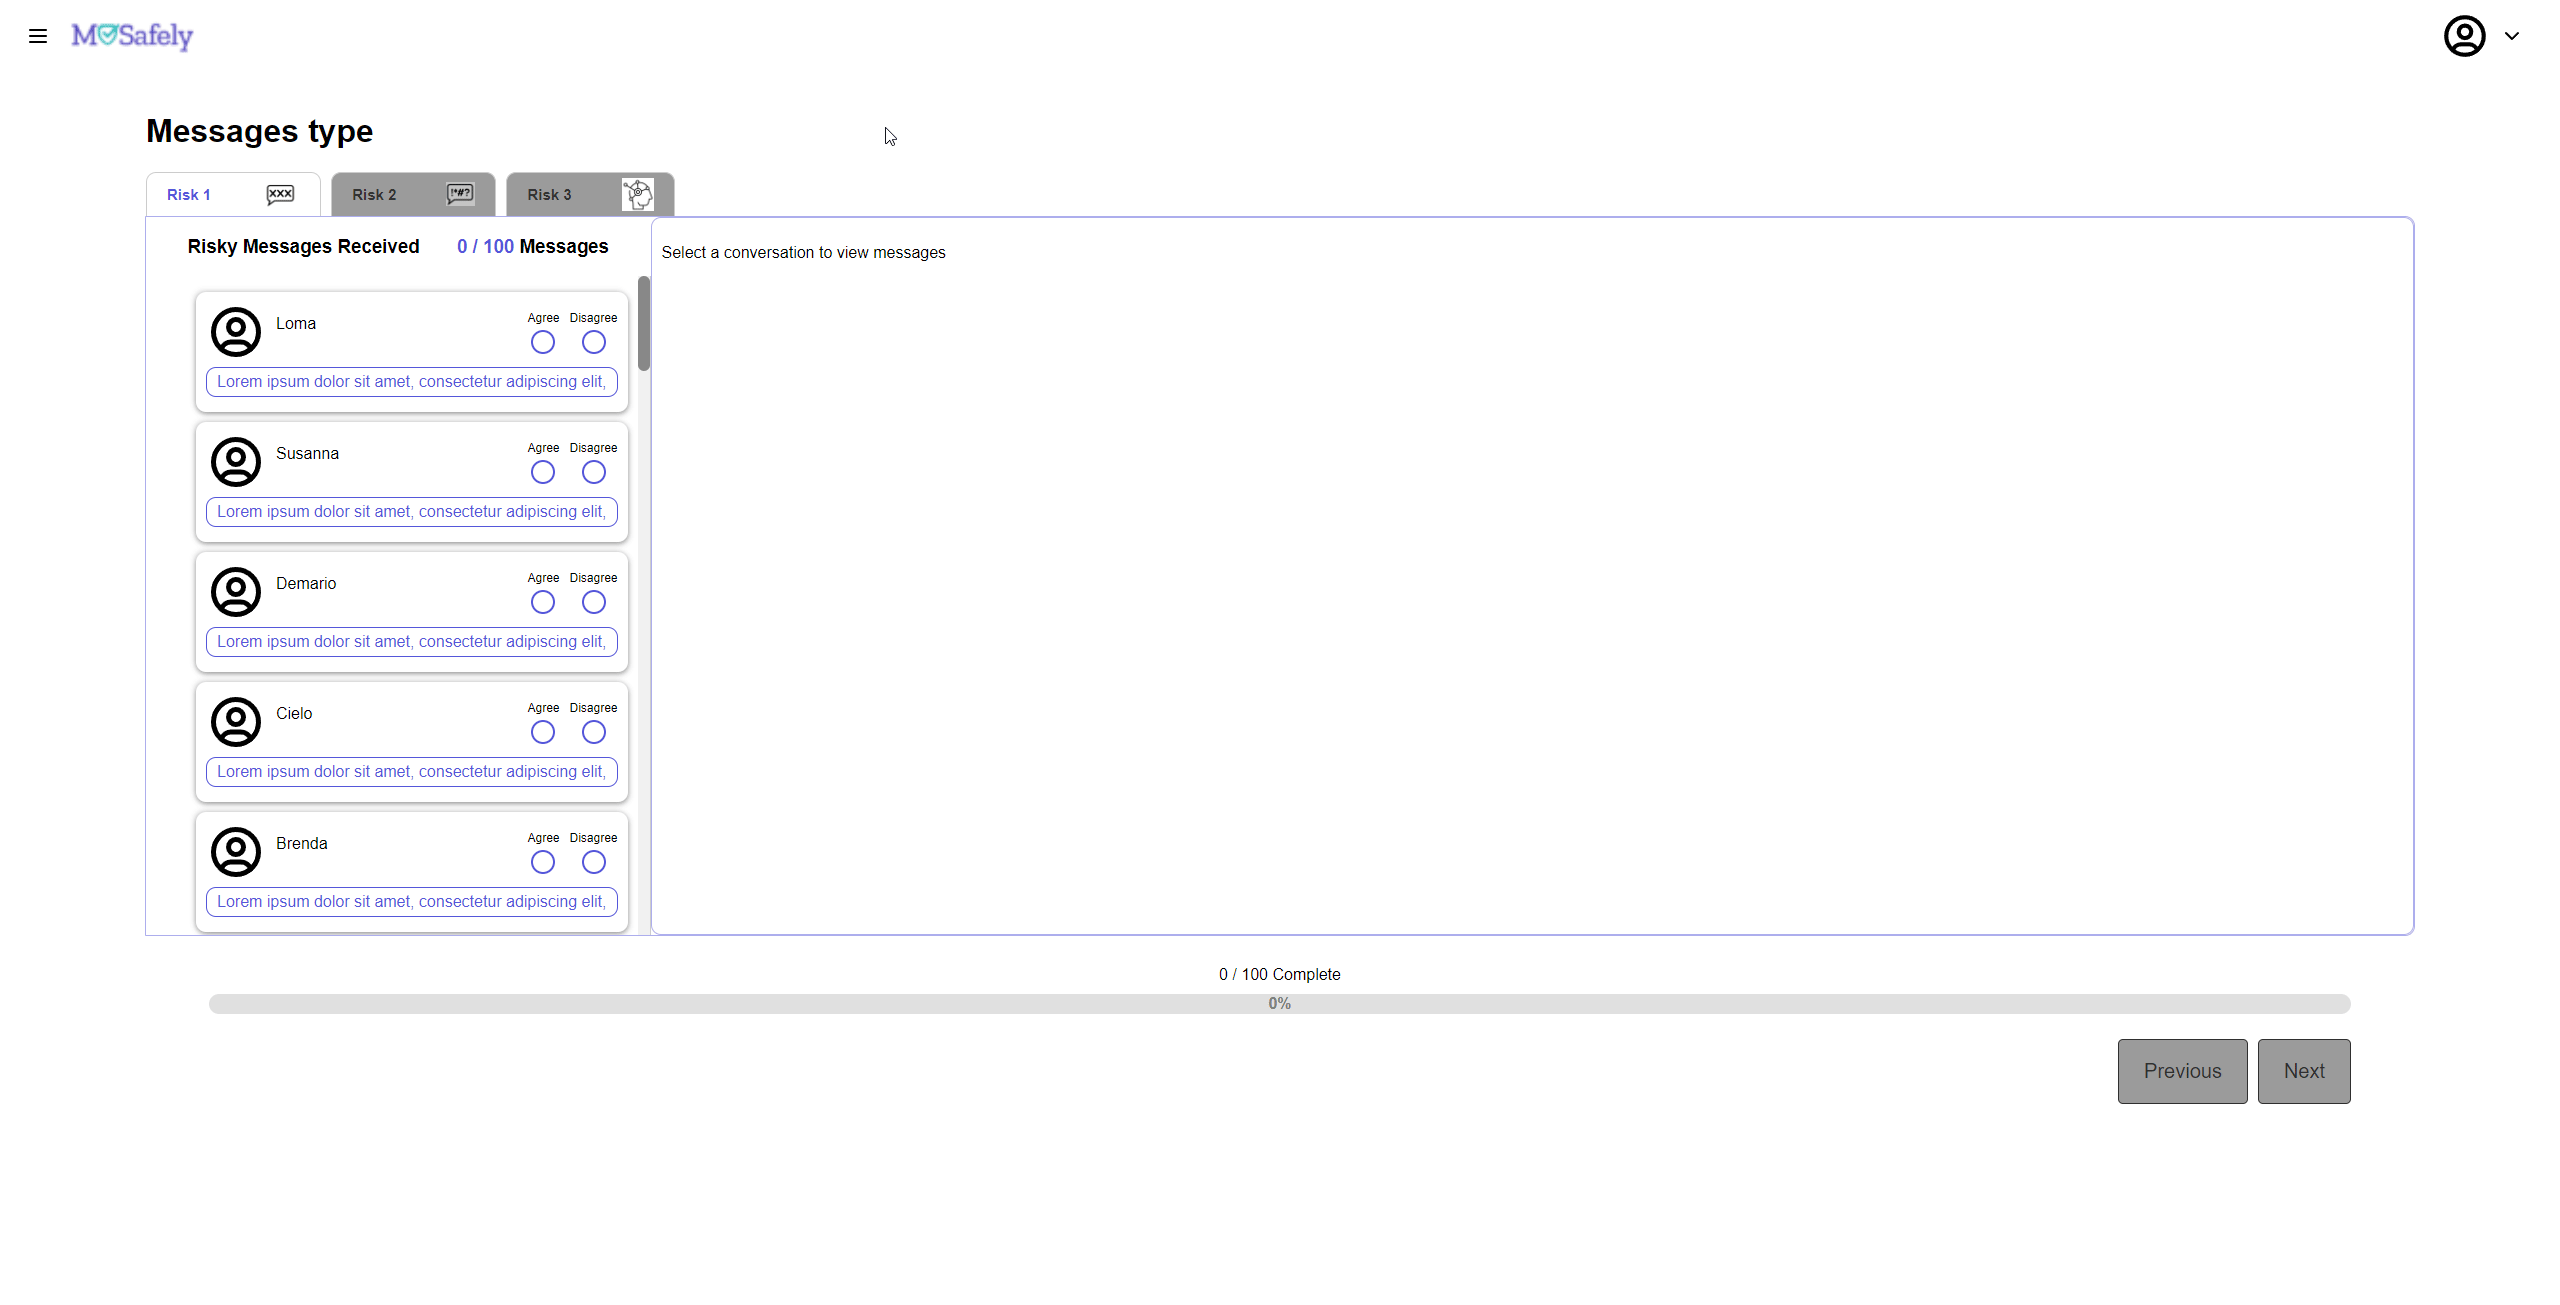 MOSafely
Messages type
Risk 1 XXX Risk 2 !*#? Risk 3
Risky Messages Received 0 / 100 Messages
Select a conversation to view messages
Loma Agree Disagree
Lorem ipsum dolor sit amet, consectetur adipiscing elit,
Susanna Agree Disagree
Lorem ipsum dolor sit amet, consectetur adipiscing elit,
Demario Agree Disagree
Lorem ipsum dolor sit amet, consectetur adipiscing elit,
Cielo Agree Disagree
Lorem ipsum dolor sit amet, consectetur adipiscing elit,
Brenda Agree Disagree
Lorem ipsum dolor sit amet, consectetur adipiscing elit,
0 / 100 Complete
0%
Previous Next